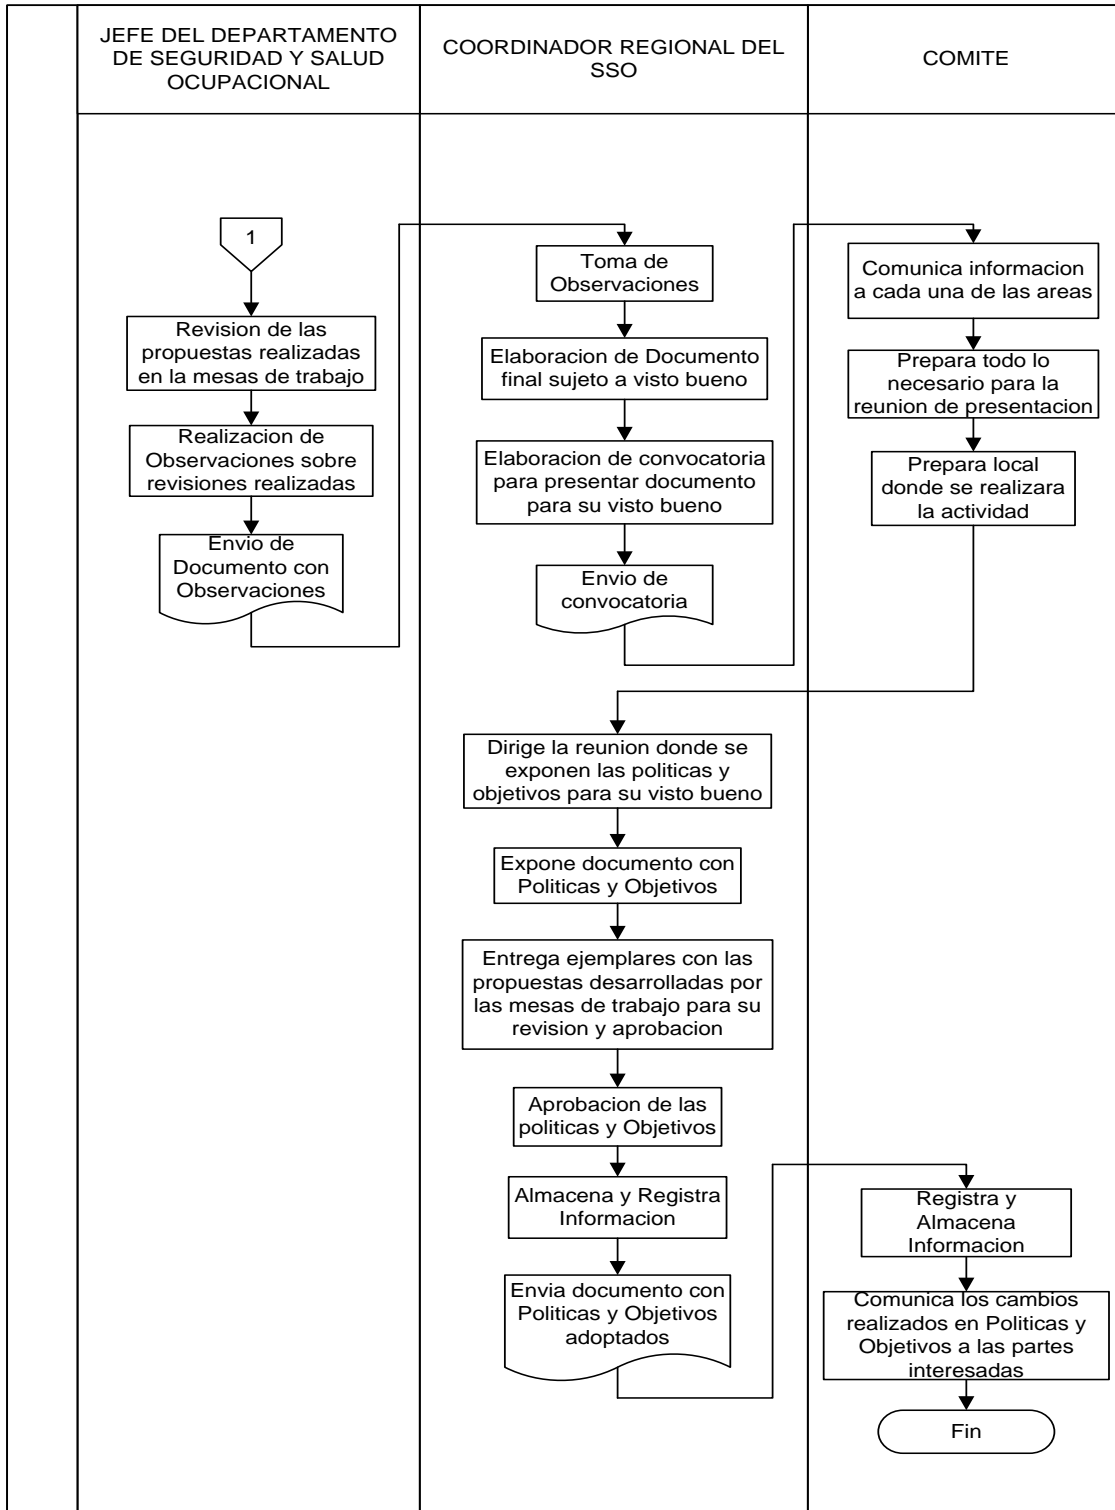 JEFE DEL DEPARTAMENTO
DE SEGURIDAD Y SALUD
OCUPACIONAL
COORDINADOR REGIONAL DEL
SSO
COMITE
1
Revision de las
propuestas realizadas
en la mesas de trabajo
Realizacion de
Observaciones sobre
revisiones realizadas
Envio de
Documento con
Observaciones
Toma de
Observaciones
Elaboracion de Documento
final sujeto a visto bueno
Elaboracion de convocatoria
para presentar documento
para su visto bueno
Envio de
convocatoria
Comunica informacion
a cada una de las areas
Prepara todo lo
necesario para la
reunion de presentacion
Prepara local
donde se realizara
la actividad
Dirige la reunion donde se
exponen las politicas y
objetivos para su visto bueno
Expone documento con
Politicas y Objetivos
Entrega ejemplares con las
propuestas desarrolladas por
las mesas de trabajo para su
revision y aprobacion
Aprobacion de las
politicas y Objetivos
Almacena y Registra
Informacion
Envia documento con
Politicas y Objetivos
adoptados
Registra y
Almacena
Informacion
Comunica los cambios
realizados en Politicas y
Objetivos a las partes
interesadas
Fin